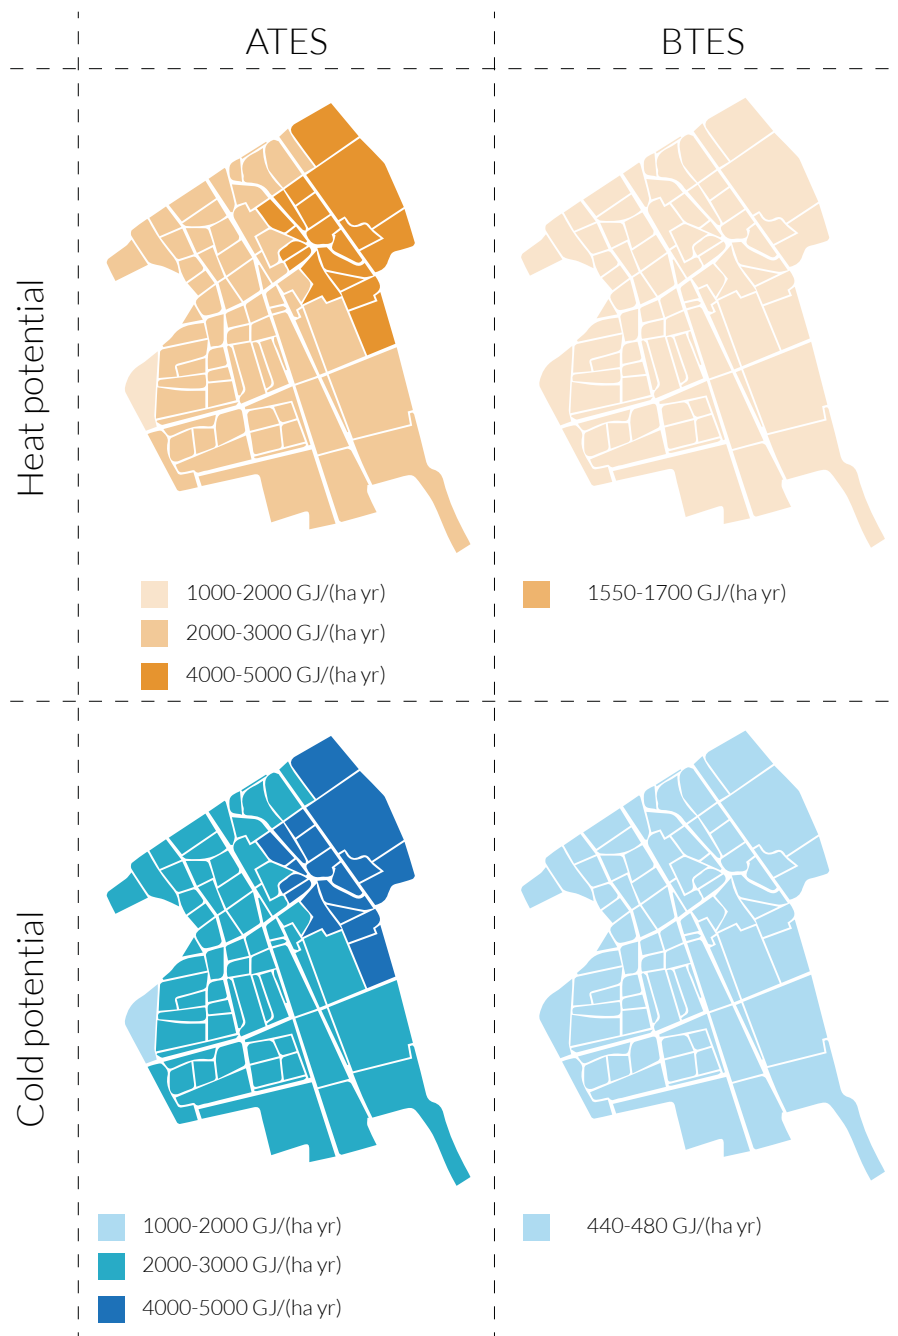 ATES
BTES
Heat potential
1000-2000 GJ/(ha yr)
2000-3000 GJ/(ha yr)
4000-5000 GJ/(ha yr)
1550-1700 GJ/(ha yr)
Cold potential
1000-2000 GJ/(ha yr)
2000-3000 GJ/(ha yr)
4000-5000 GJ/(ha yr)
440-480 GJ/(ha yr)